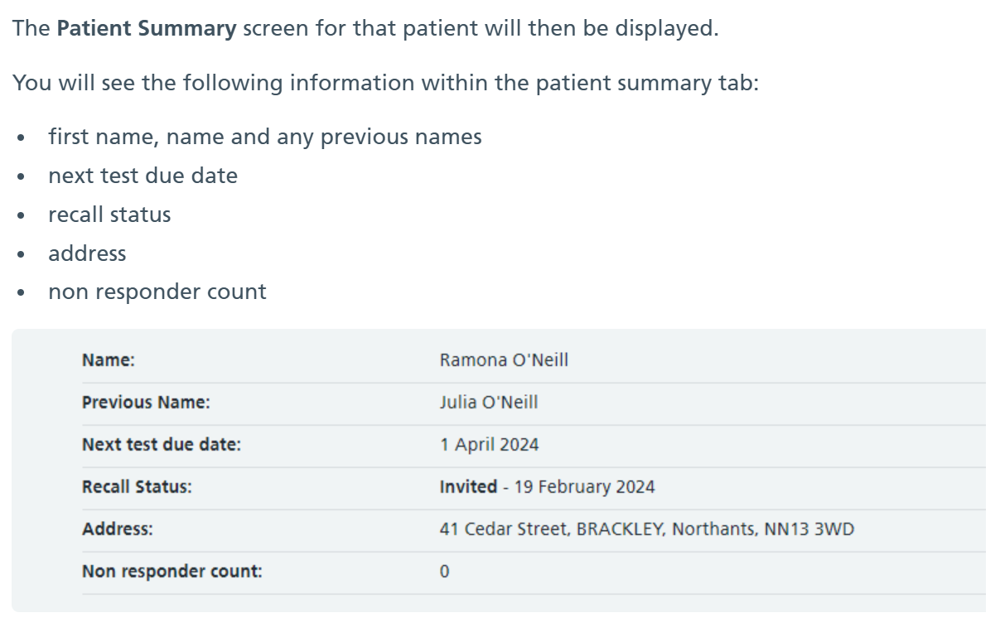 The Patient Summary screen for that patient will then be displayed.
You will see the following information within the patient summary tab:
• first name, name and any previous names
• next test due date
• recall status
• address
• non responder count
Name: Ramona O'Neill
Previous Name: Julia O'Neill
Next test due date: 1 April 2024
Recall Status: Invited - 19 February 2024
Address: 41 Cedar Street, BRACKLEY, Northants, NN13 3WD
Non responder count: 0